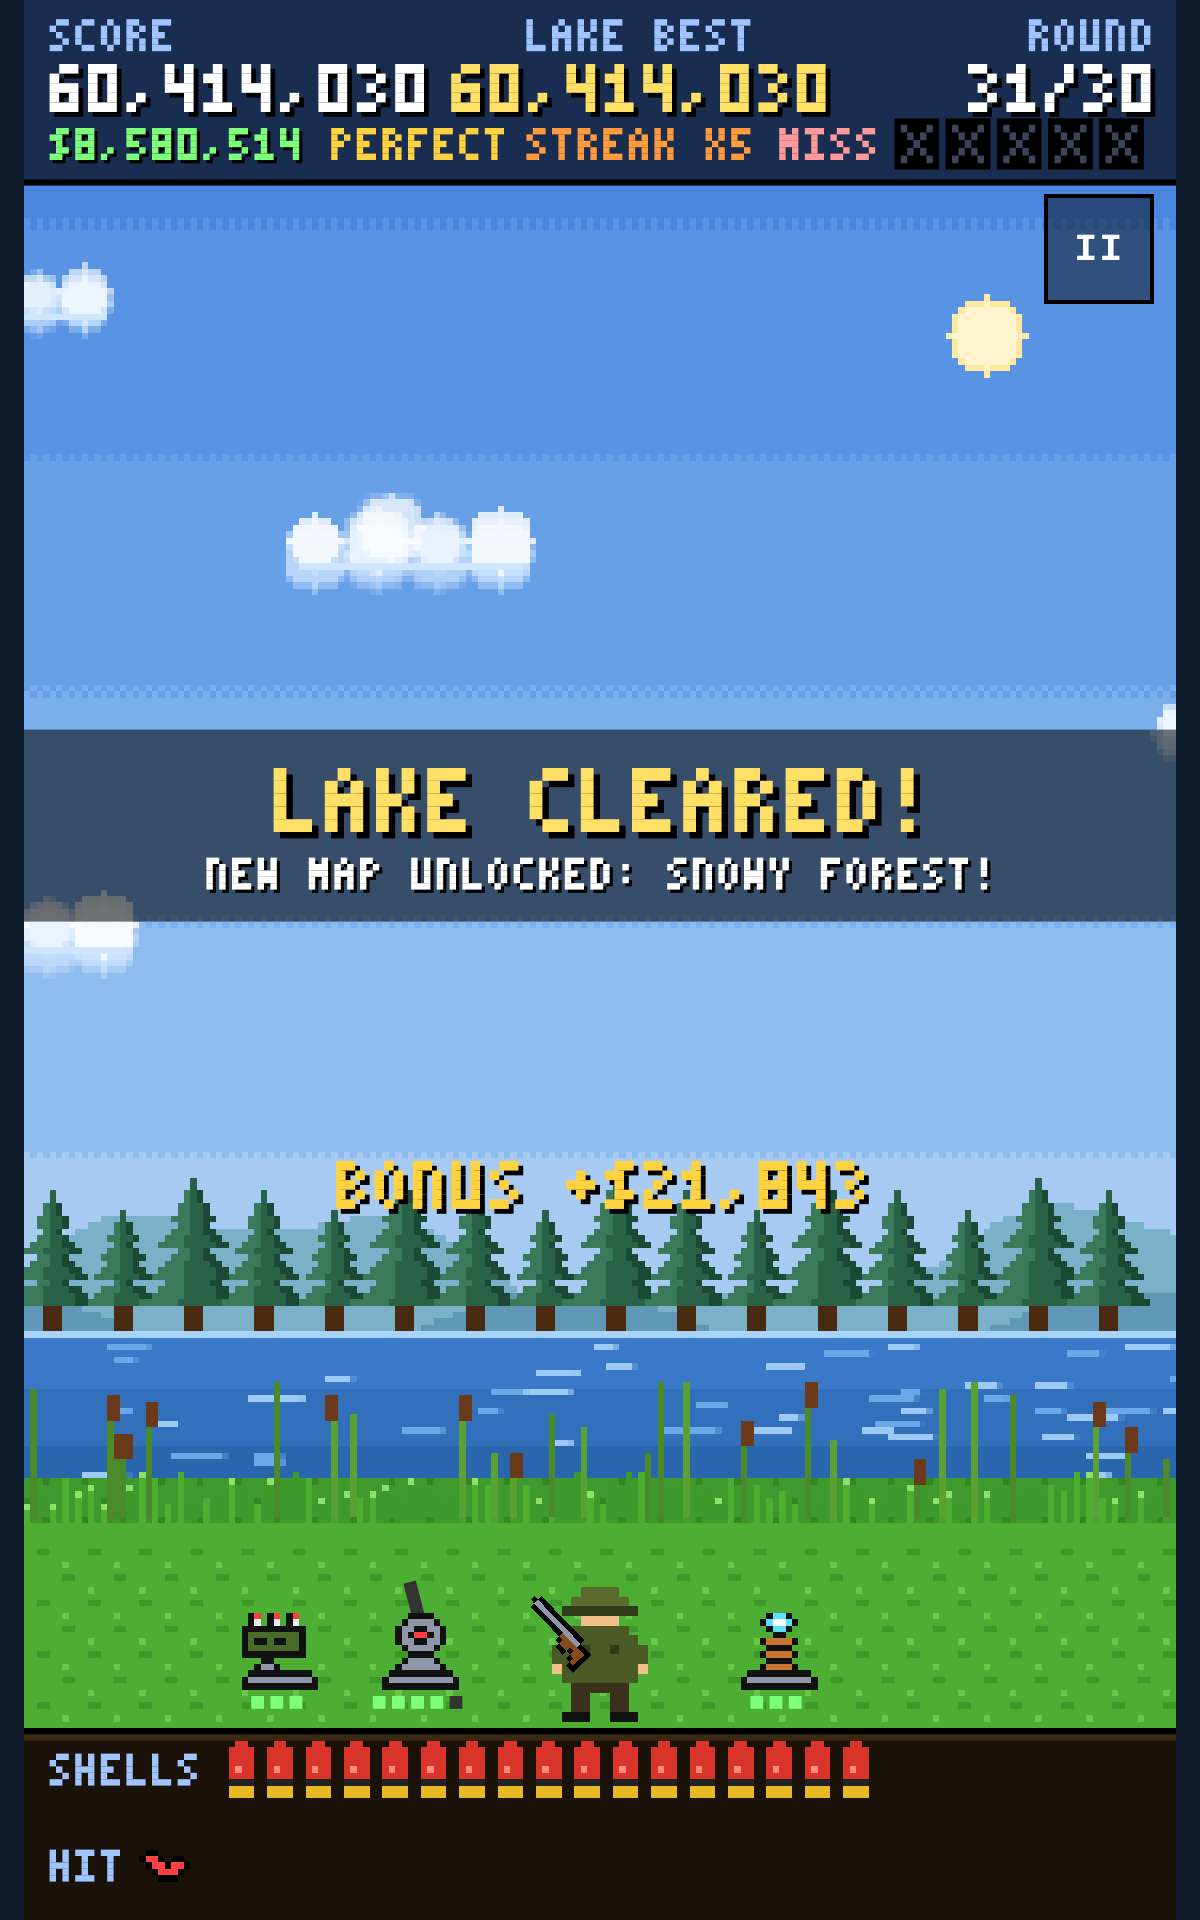 SCORE LAKE BEST ROUND
60,414,030 60,414,030 31/30
$8,580,514 PERFECT STREAK X5 MISS X X X X X
II
LAKE CLEARED!
NEW MAP UNLOCKED: SNOWY FOREST!
BONUS +$21,843
SHELLS
HIT